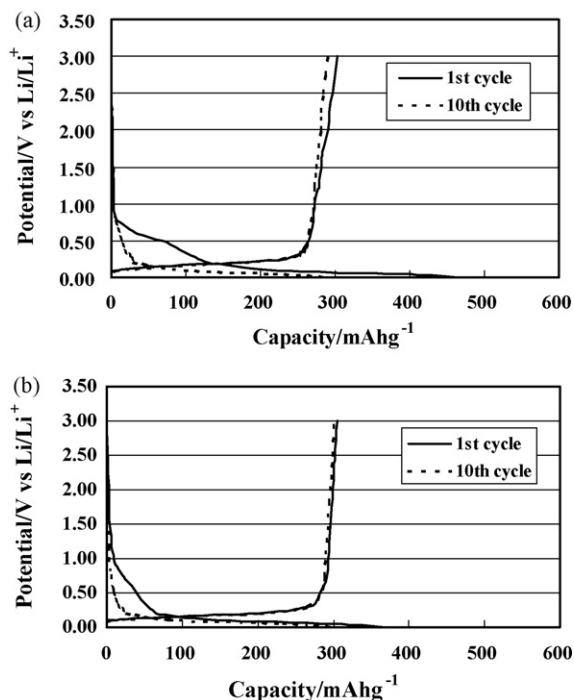 (a)
3.50
3.00
2.50
2.00
1.50
1.00
0.50
0.00
Potential/V vs Li/Li⁺
1st cycle
10th cycle
0 100 200 300 400 500 600
Capacity/mAhg⁻¹
(b)
3.50
3.00
2.50
2.00
1.50
1.00
0.50
0.00
Potential/V vs Li/Li⁺
1st cycle
10th cycle
0 100 200 300 400 500 600
Capacity/mAhg⁻¹